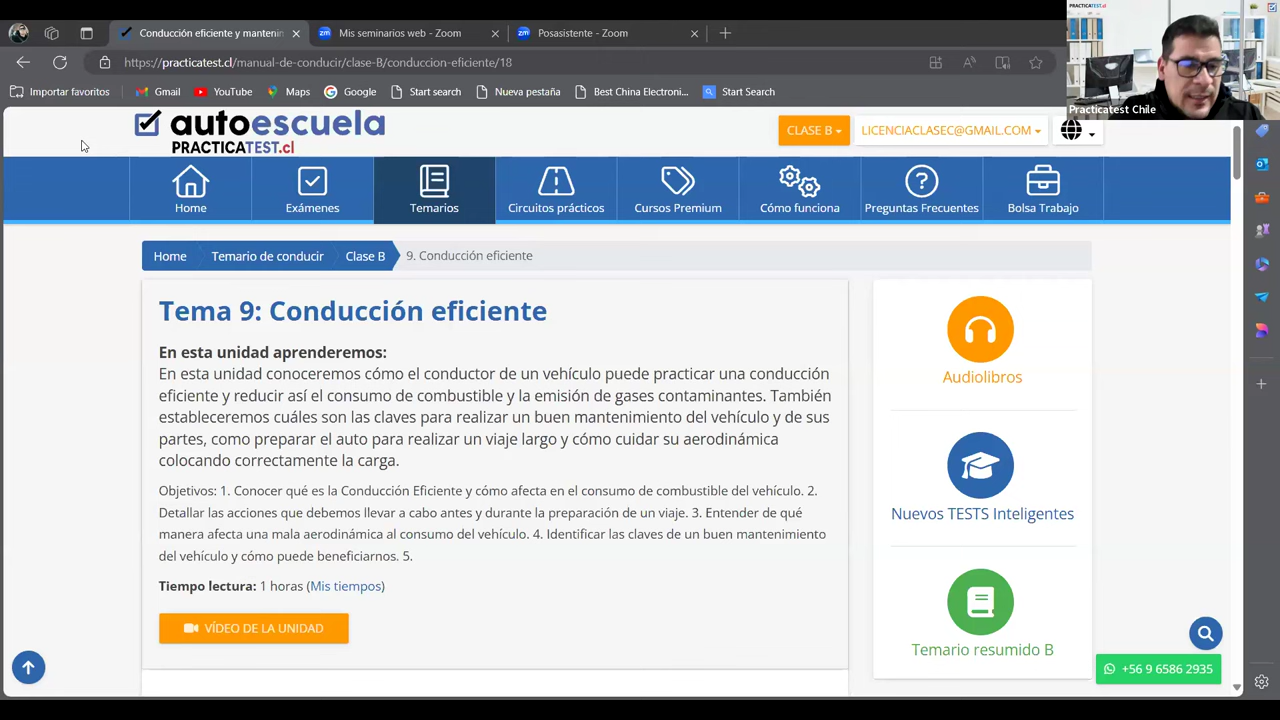 Conducción eficiente y mantenin
Mis seminarios web - Zoom
Posasistente - Zoom
https://practicatest.cl/manual-de-conducir/clase-B/conduccion-eficiente/18
Importar favoritos
Gmail
YouTube
Maps
Google
Start search
Nueva pestaña
Best China Electroni...
Start Search
PRACTICATEST.cl
Practicatest Chile
autoescuela
PRACTICATEST.cl
CLASE B
LICENCIACLASEC@GMAIL.COM
Home
Exámenes
Temarios
Circuitos prácticos
Cursos Premium
Cómo funciona
Preguntas Frecuentes
Bolsa Trabajo
Home
Temario de conducir
Clase B
9. Conducción eficiente
Tema 9: Conducción eficiente
En esta unidad aprenderemos:
En esta unidad conoceremos cómo el conductor de un vehículo puede practicar una conducción
eficiente y reducir así el consumo de combustible y la emisión de gases contaminantes. También
estableceremos cuáles son las claves para realizar un buen mantenimiento del vehículo y de sus
partes, como preparar el auto para realizar un viaje largo y cómo cuidar su aerodinámica
colocando correctamente la carga.
Objetivos: 1. Conocer qué es la Conducción Eficiente y cómo afecta en el consumo de combustible del vehículo. 2.
Detallar las acciones que debemos llevar a cabo antes y durante la preparación de un viaje. 3. Entender de qué
manera afecta una mala aerodinámica al consumo del vehículo. 4. Identificar las claves de un buen mantenimiento
del vehículo y cómo puede beneficiarnos. 5.
Tiempo lectura: 1 horas (Mis tiempos)
VÍDEO DE LA UNIDAD
Audiolibros
Nuevos TESTS Inteligentes
Temario resumido B
+56 9 6586 2935